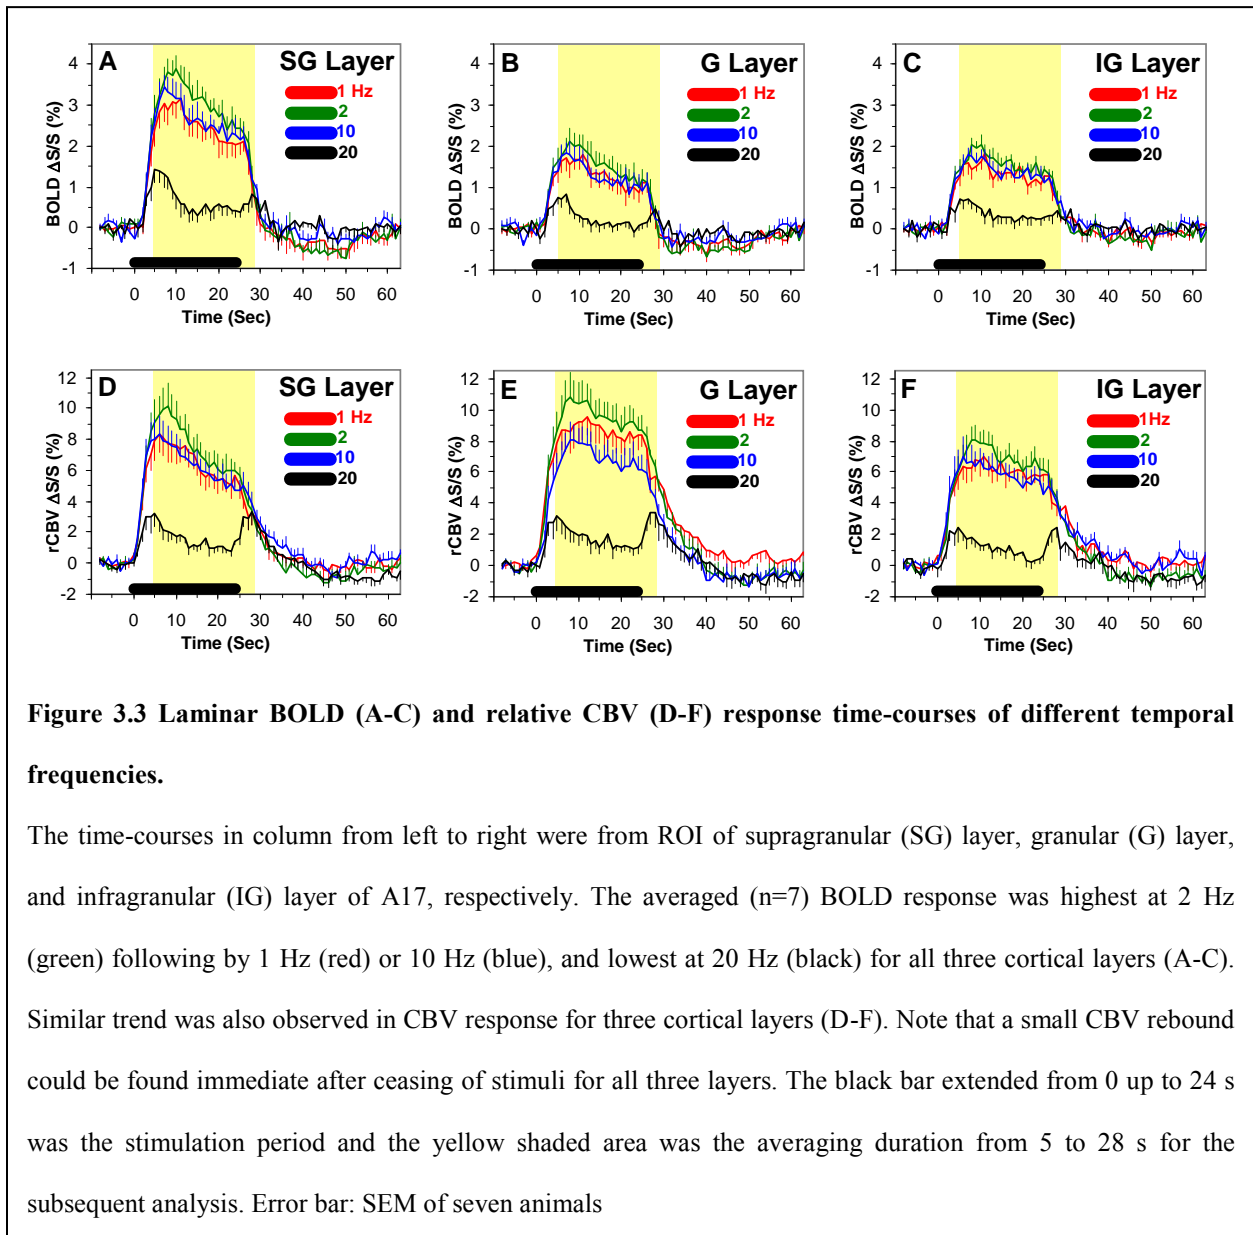 A SG Layer
1 Hz
2
10
20
BOLD ΔS/S (%)
4
3
2
1
0
-1
0 10 20 30 40 50 60
Time (Sec)
B G Layer
1 Hz
2
10
20
BOLD ΔS/S (%)
4
3
2
1
0
-1
0 10 20 30 40 50 60
Time (Sec)
C IG Layer
1 Hz
2
10
20
BOLD ΔS/S (%)
4
3
2
1
0
-1
0 10 20 30 40 50 60
Time (Sec)
D SG Layer
1 Hz
2
10
20
rCBV ΔS/S (%)
12
10
8
6
4
2
0
-2
0 10 20 30 40 50 60
Time (Sec)
E G Layer
1 Hz
2
10
20
rCBV ΔS/S (%)
12
10
8
6
4
2
0
-2
0 10 20 30 40 50 60
Time (Sec)
F IG Layer
1Hz
2
10
20
rCBV ΔS/S (%)
12
10
8
6
4
2
0
-2
0 10 20 30 40 50 60
Time (Sec)
Figure 3.3 Laminar BOLD (A-C) and relative CBV (D-F) response time-courses of different temporal
frequencies.
The time-courses in column from left to right were from ROI of supragranular (SG) layer, granular (G) layer,
and infragranular (IG) layer of A17, respectively. The averaged (n=7) BOLD response was highest at 2 Hz
(green) following by 1 Hz (red) or 10 Hz (blue), and lowest at 20 Hz (black) for all three cortical layers (A-C).
Similar trend was also observed in CBV response for three cortical layers (D-F). Note that a small CBV rebound
could be found immediate after ceasing of stimuli for all three layers. The black bar extended from 0 up to 24 s
was the stimulation period and the yellow shaded area was the averaging duration from 5 to 28 s for the
subsequent analysis. Error bar: SEM of seven animals